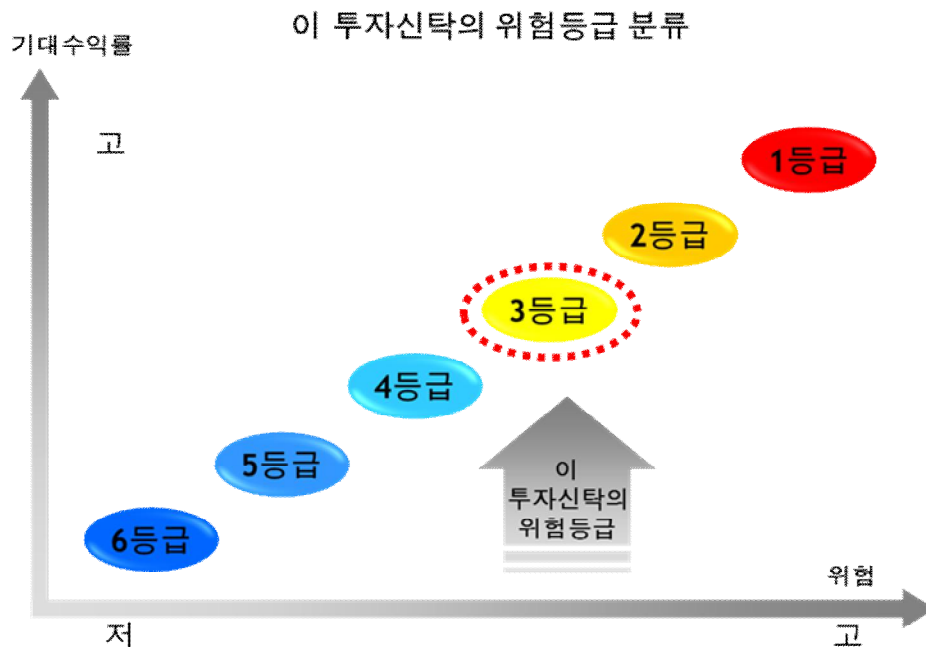 이 투자신탁의 위험등급 분류
기대수익률
고
1등급
2등급
3등급
4등급
5등급
6등급
이
투자신탁의
위험등급
위험
저
고